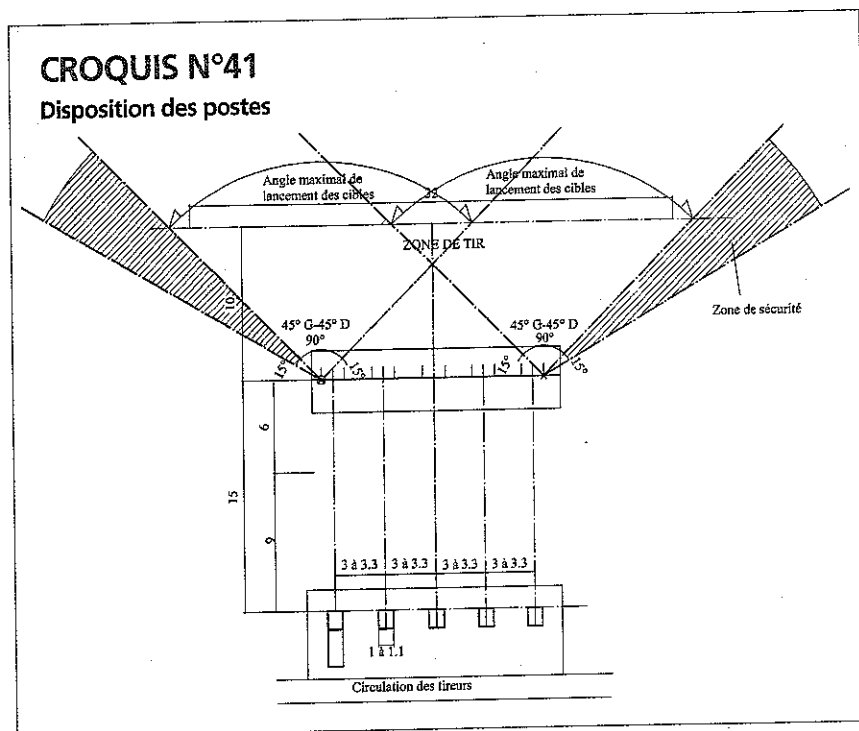 CROQUIS N°41
Disposition des postes
Angle maximal de
lancement des cibles
22
Angle maximal de
lancement des cibles
ZONE DE TIR
10
Zone de sécurité
45° G-45° D
90°
45° G-45° D
90°
15°
15°
15°
15°
6
15
9
3 à 3.3
3 à 3.3
3 à 3.3
3 à 3.3
1 à 1.1
Circulation des tireurs